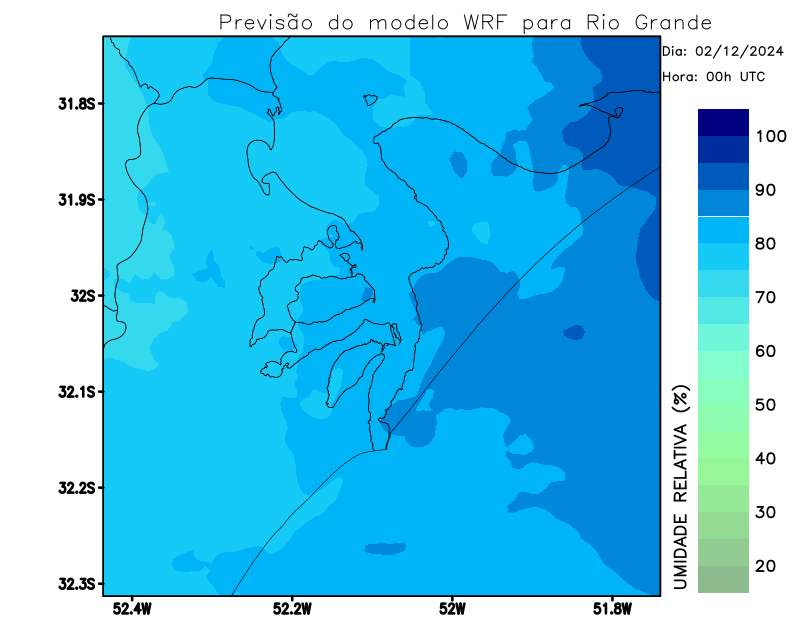 Previsão do modelo WRF para Rio Grande
Dia: 02/12/2024
Hora: 00h UTC
31.8S
31.9S
32S
32.1S
32.2S
32.3S
52.4W
52.2W
52W
51.8W
100
90
80
70
60
50
40
30
20
UMIDADE RELATIVA (%)